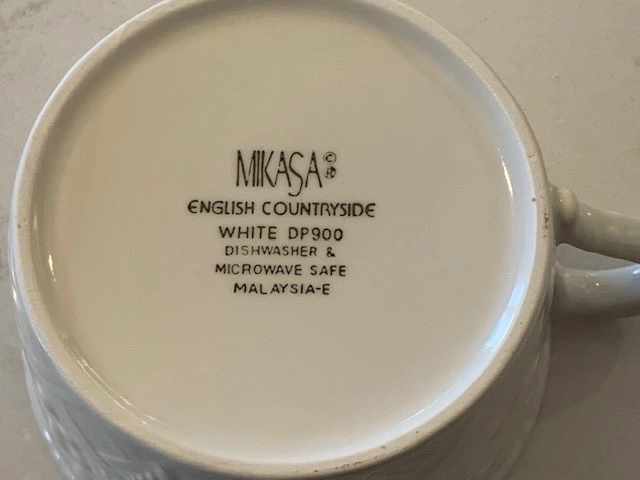 MIKASA ©®
ENGLISH COUNTRYSIDE
WHITE DP900
DISHWASHER &
MICROWAVE SAFE
MALAYSIA-E